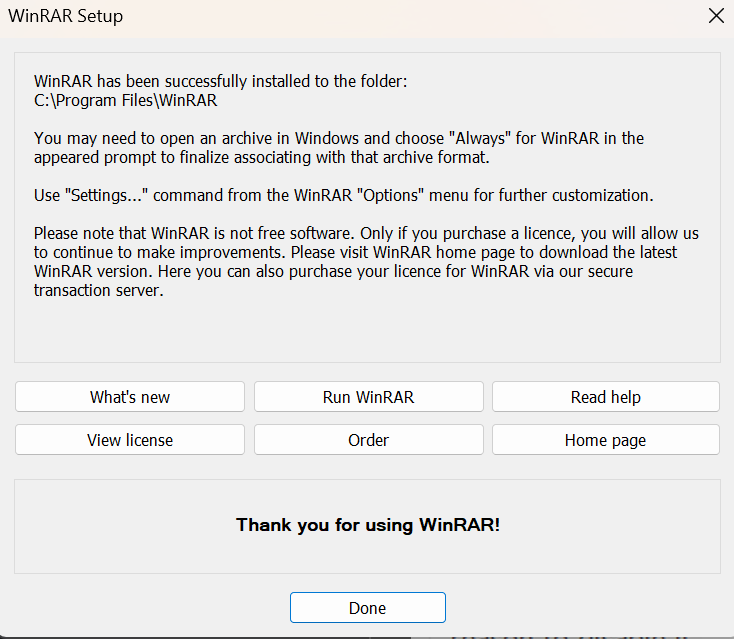 WinRAR Setup
WinRAR has been successfully installed to the folder:
C:\Program Files\WinRAR
You may need to open an archive in Windows and choose "Always" for WinRAR in the
appeared prompt to finalize associating with that archive format.
Use "Settings..." command from the WinRAR "Options" menu for further customization.
Please note that WinRAR is not free software. Only if you purchase a licence, you will allow us
to continue to make improvements. Please visit WinRAR home page to download the latest
WinRAR version. Here you can also purchase your licence for WinRAR via our secure
transaction server.
What's new
Run WinRAR
Read help
View license
Order
Home page
Thank you for using WinRAR!
Done